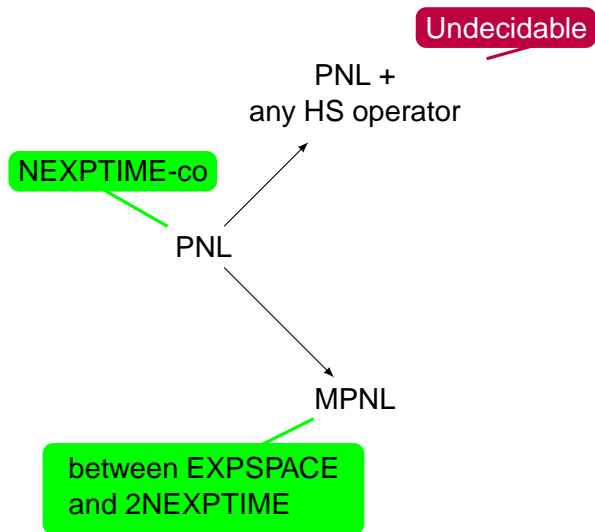 Undecidable
PNL +
any HS operator
NEXPTIME-co
PNL
MPNL
between EXPSPACE
and 2NEXPTIME